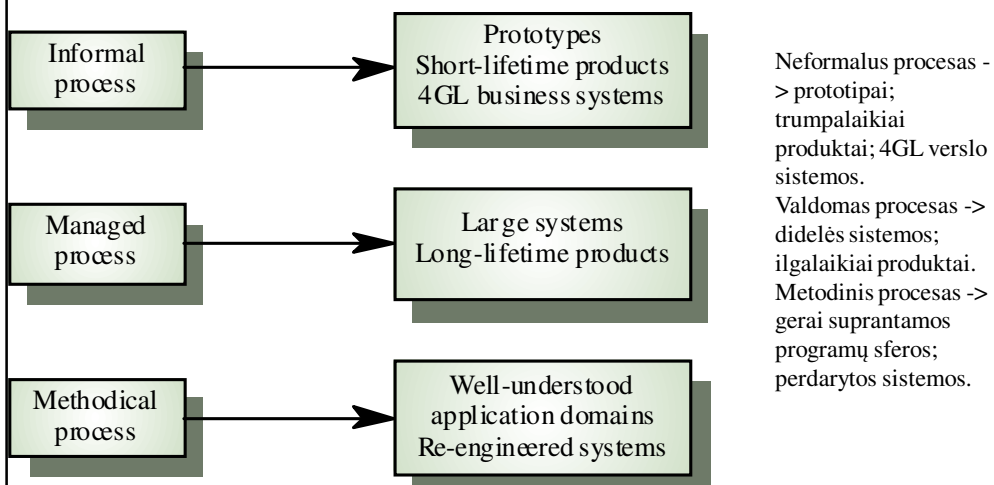 Informal
process
Prototypes
Short-lifetime products
4GL business systems
Managed
process
Large systems
Long-lifetime products
Methodical
process
Well-understood
application domains
Re-engineered systems
Neformalus procesas -
> prototipai;
trumpalaikiai
produktai; 4GL verslo
sistemos.
Valdomas procesas ->
didelės sistemos;
ilgalaikiai produktai.
Metodinis procesas ->
gerai suprantamos
programų sferos;
perdarytos sistemos.